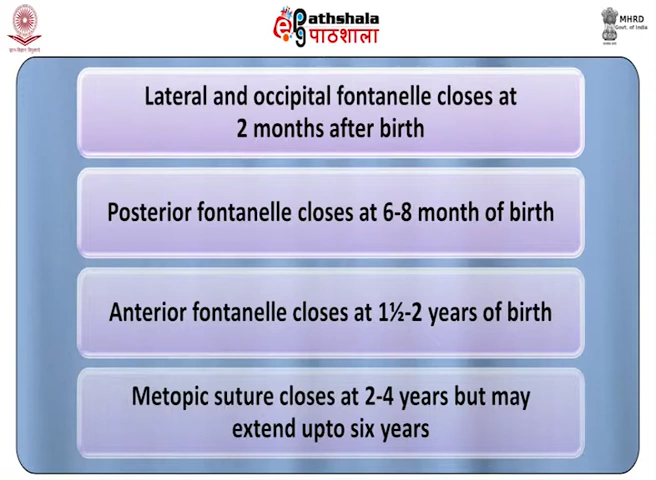 ePathshala
पाठशाला
MHRD
Govt. of India
Lateral and occipital fontanelle closes at
2 months after birth
Posterior fontanelle closes at 6-8 month of birth
Anterior fontanelle closes at 1½-2 years of birth
Metopic suture closes at 2-4 years but may
extend upto six years